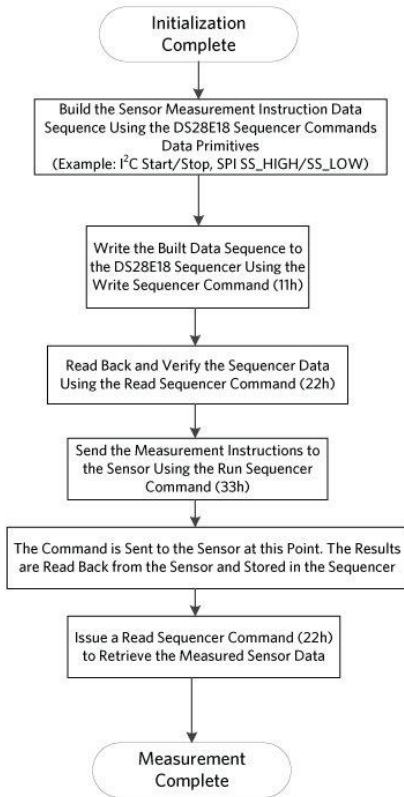 Initialization
Complete
Build the Sensor Measurement Instruction Data
Sequence Using the DS28E18 Sequencer Commands
Data Primitives
(Example: I²C Start/Stop, SPI SS_HIGH/SS_LOW)
Write the Built Data Sequence to
the DS28E18 Sequencer Using the
Write Sequencer Command (11h)
Read Back and Verify the Sequencer Data
Using the Read Sequencer Command (22h)
Send the Measurement Instructions to
the Sensor Using the Run Sequencer
Command (33h)
The Command is Sent to the Sensor at this Point. The Results
are Read Back from the Sensor and Stored in the Sequencer
Issue a Read Sequencer Command (22h)
to Retrieve the Measured Sensor Data
Measurement
Complete